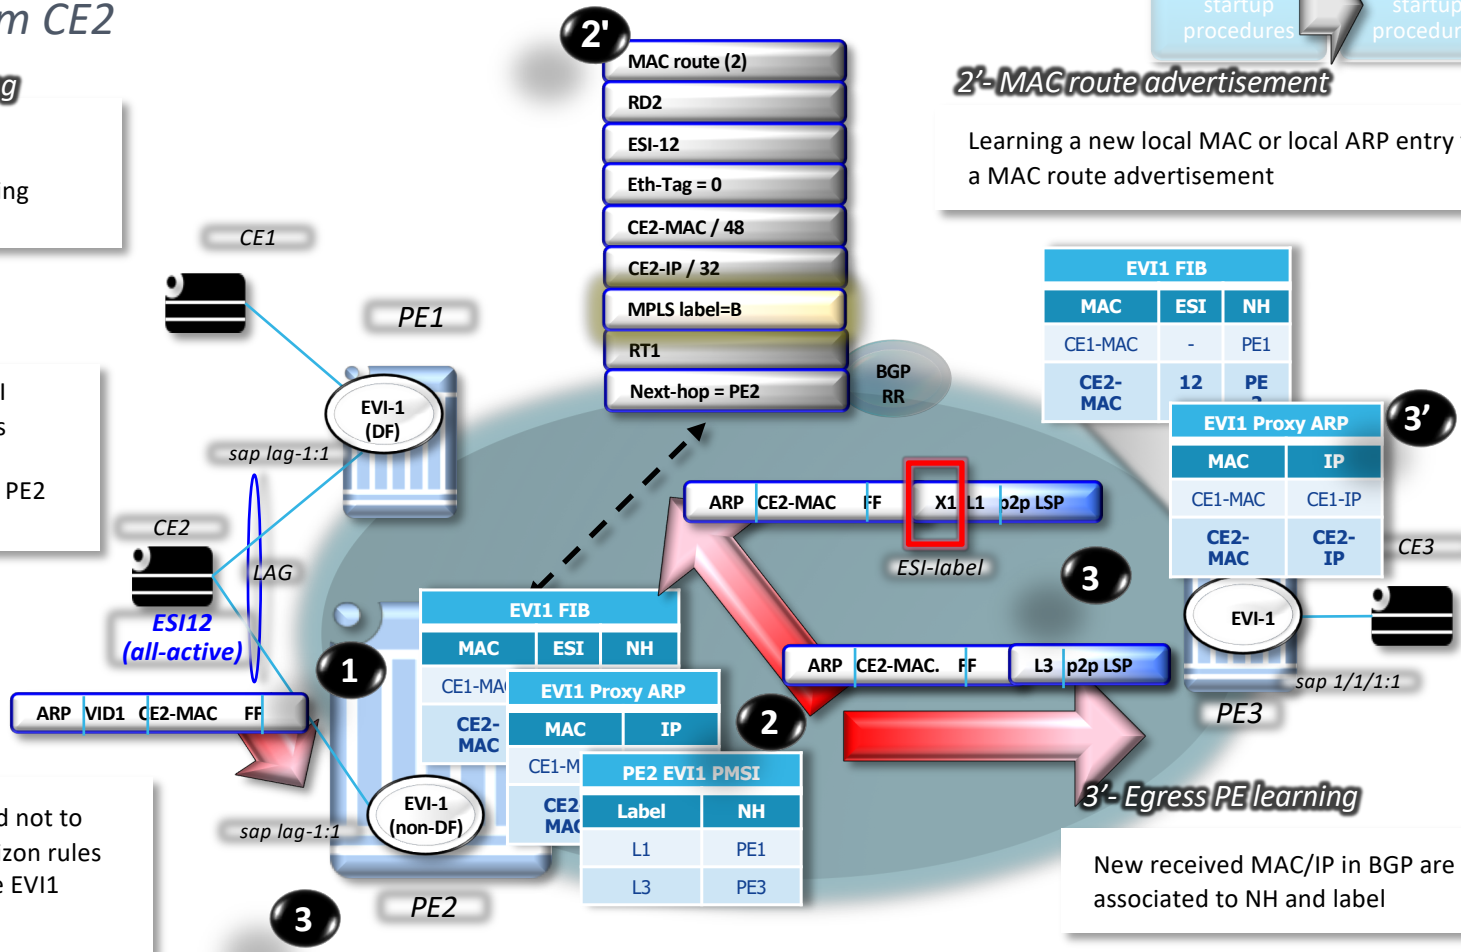 m CE2
startup
procedures
startup
2'
MAC route (2)
RD2
ESI-12
Eth-Tag = 0
CE2-MAC / 48
CE2-IP / 32
MPLS label=B
RT1
Next-hop = PE2
BGP
RR
2'- MAC route advertisement
Learning a new local MAC or local ARP entry
a MAC route advertisement
g
ing
CE1
PE1
EVI-1
(DF)
sap lag-1:1
PE2
CE2
LAG
ESI12
(all-active)
EVI1 FIB
MAC ESI NH
CE1-MAC - PE1
CE2-
MAC
12
PE
EVI1 Proxy ARP
MAC IP
CE1-MAC CE1-IP
CE2-
MAC
CE2-
IP
3'
CE3
EVI-1
sap 1/1/1:1
PE3
ARP CE2-MAC FF X1 L1 p2p LSP
ESI-label
3
ARP CE2-MAC. FF L3 p2p LSP
1
ARP VID1 CE2-MAC FF
EVI1 FIB
MAC ESI NH
CE1-MA
CE2-
MAC
EVI1 Proxy ARP
MAC IP
CE1-M
CE2
MAC
2
PE2 EVI1 PMSI
Label NH
L1 PE1
L3 PE3
EVI-1
(non-DF)
sap lag-1:1
PE2
3
d not to
izon rules
e EVI1
3'- Egress PE learning
New received MAC/IP in BGP are
associated to NH and label